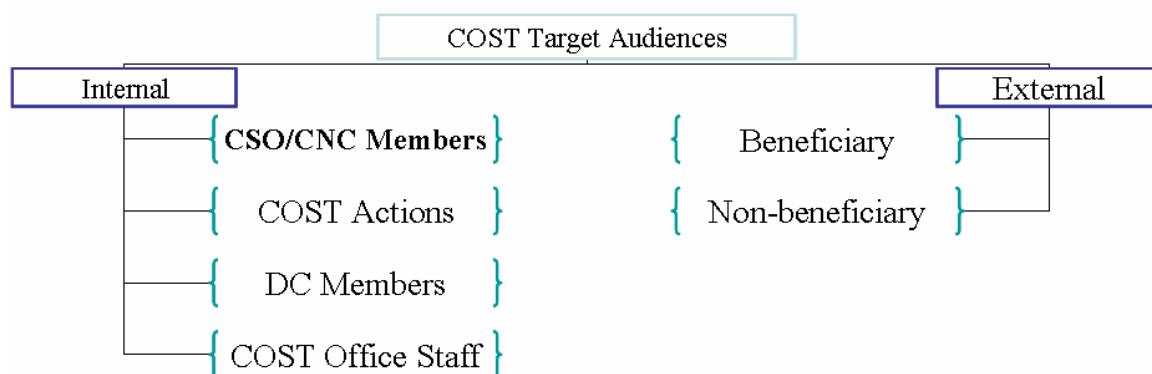 COST Target Audiences
Internal
External
CSO/CNC Members
Beneficiary
COST Actions
Non-beneficiary
DC Members
COST Office Staff